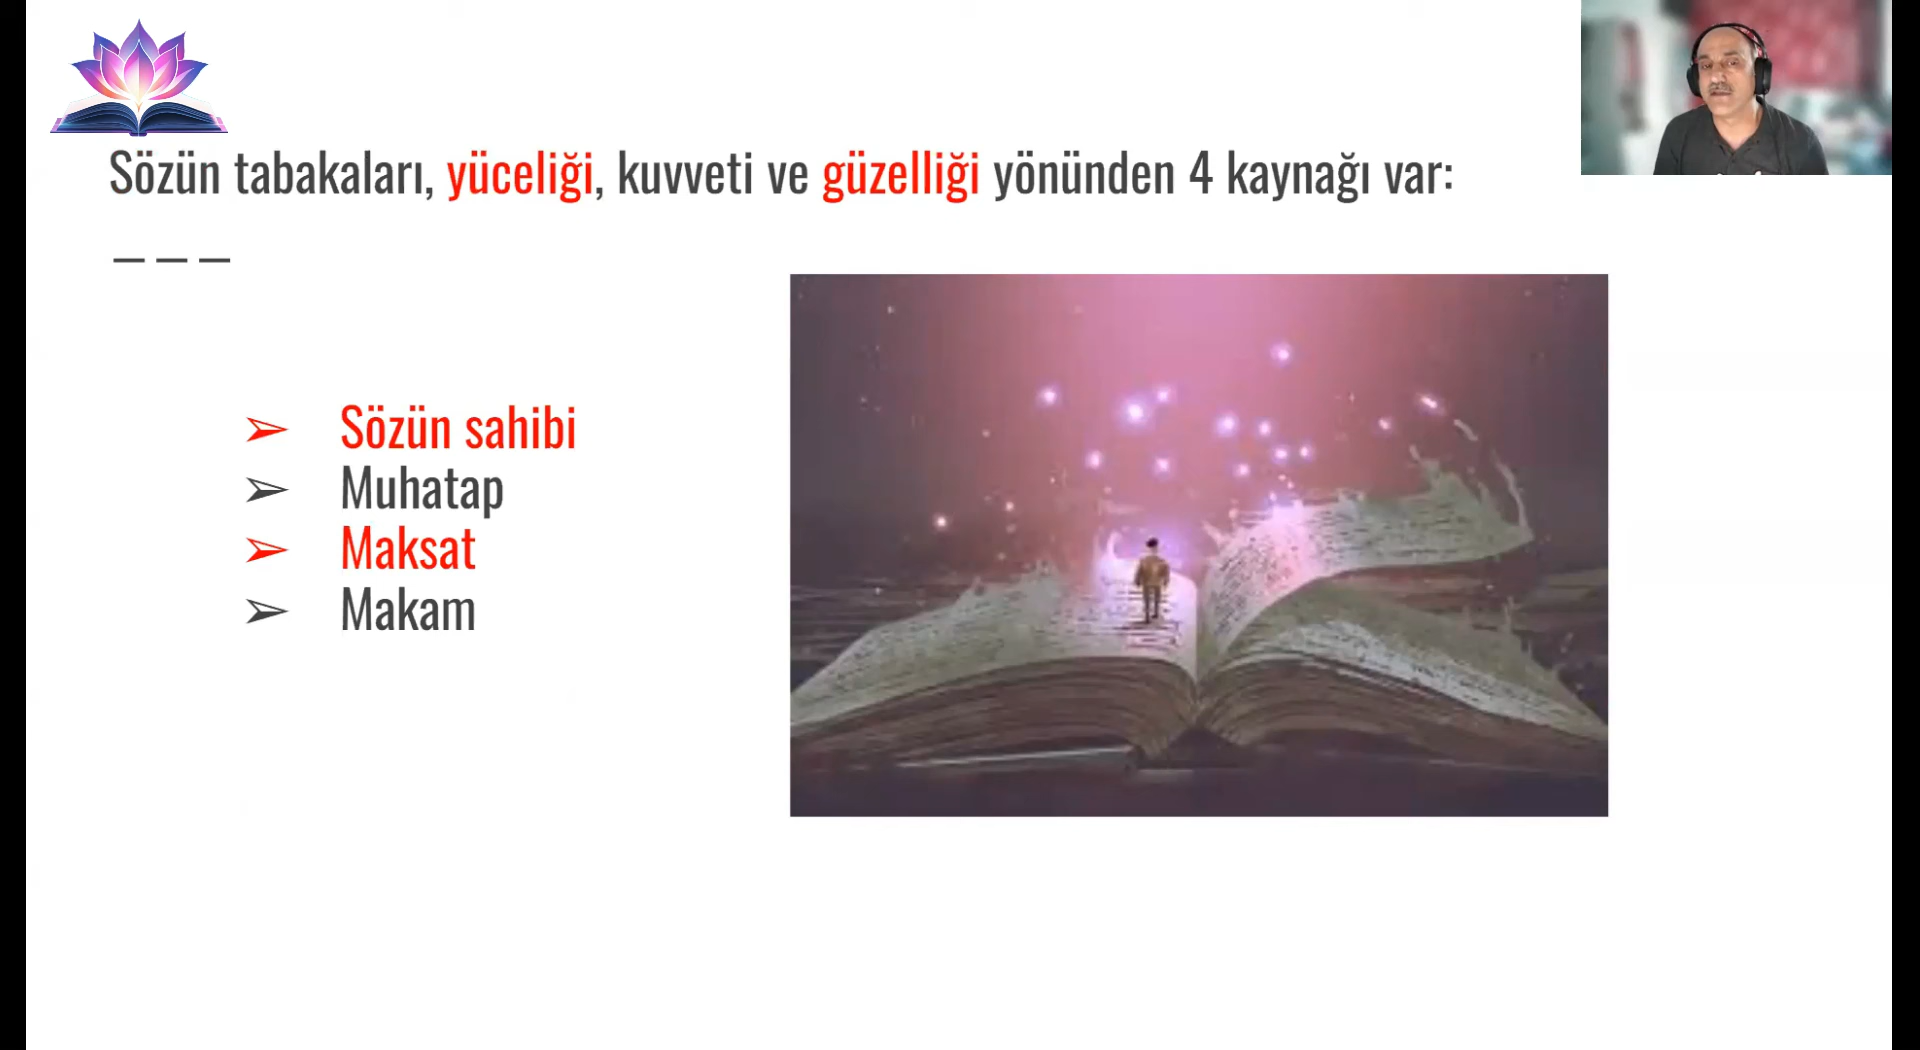 Sözün tabakaları, yüceliği, kuvveti ve güzelliği yönünden 4 kaynağı var:
➢ Sözün sahibi
➢ Muhatap
➢ Maksat
➢ Makam